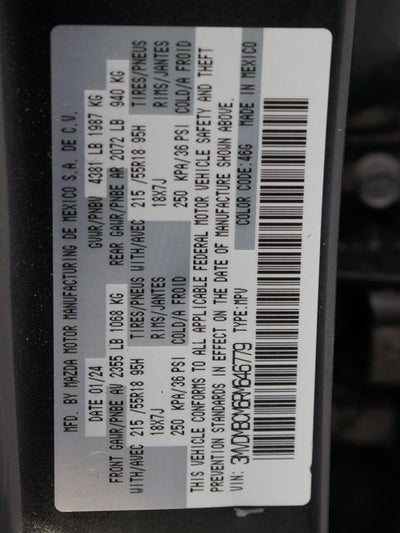 MFD. BY MAZDA MOTOR MANUFACTURING DE MEXICO S.A. DE C.V.
DATE 01/24 GVWR/PNBV 4381 LB 1987 KG
FRONT GAWR/PNBE AV 2355 LB 1068 KG REAR GAWR/PNBE AR 2072 LB 940 KG
WITH/AVEC 215 /55R18 95H TIRES/PNEUS WITH/AVEC 215 /55R18 95H TIRES/PNEUS
18X7J RIMS/JANTES 18X7J RIMS/JANTES
250 KPA/36 PSI COLD/A FROID 250 KPA/36 PSI COLD/A FROID
THIS VEHICLE CONFORMS TO ALL APPLICABLE FEDERAL MOTOR VEHICLE SAFETY AND THEFT
PREVENTION STANDARDS IN EFFECT ON THE DATE OF MANUFACTURE SHOWN ABOVE.
VIN: 3MVDMBCM6RM646779 TYPE:MPV COLOR CODE:46G MADE IN MEXICO